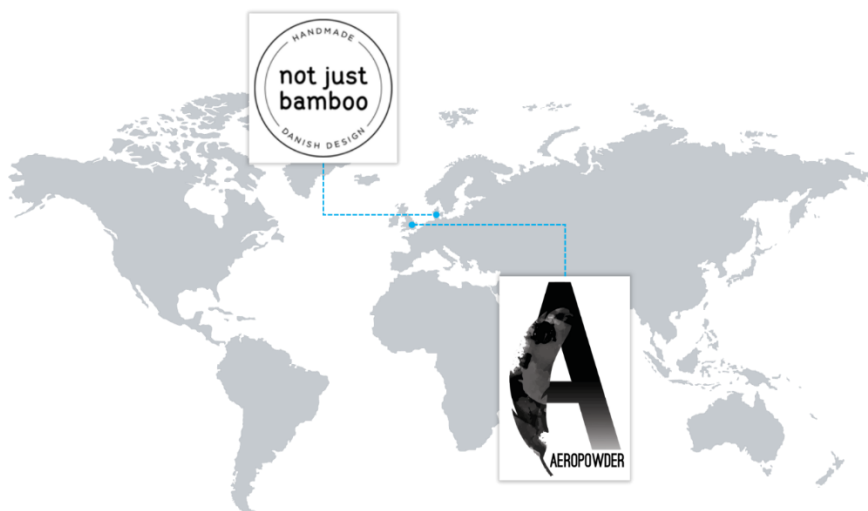 HANDMADE
not just
bamboo
DANISH DESIGN
A
AEROPOWDER